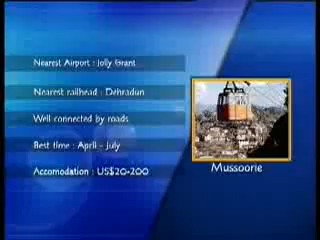 Nearest Airport : Jolly Grant
Nearest railhead : Dehradun
Well connected by roads
Best time : April - July
Accomodation : US$20-200
Mussoorie